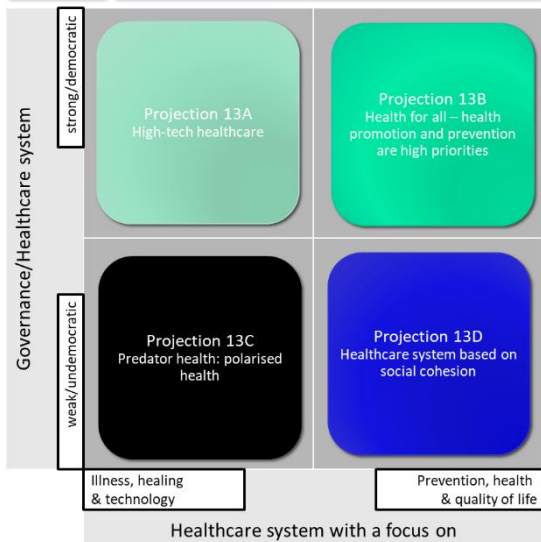 strong/democratic
Projection 13A
High-tech healthcare
Projection 13B
Health for all – health
promotion and prevention
are high priorities
Governance/Healthcare system
weak/undemocratic
Projection 13C
Predator health: polarised
health
Projection 13D
Healthcare system based on
social cohesion
Illness, healing
& technology
Prevention, health
& quality of life
Healthcare system with a focus on